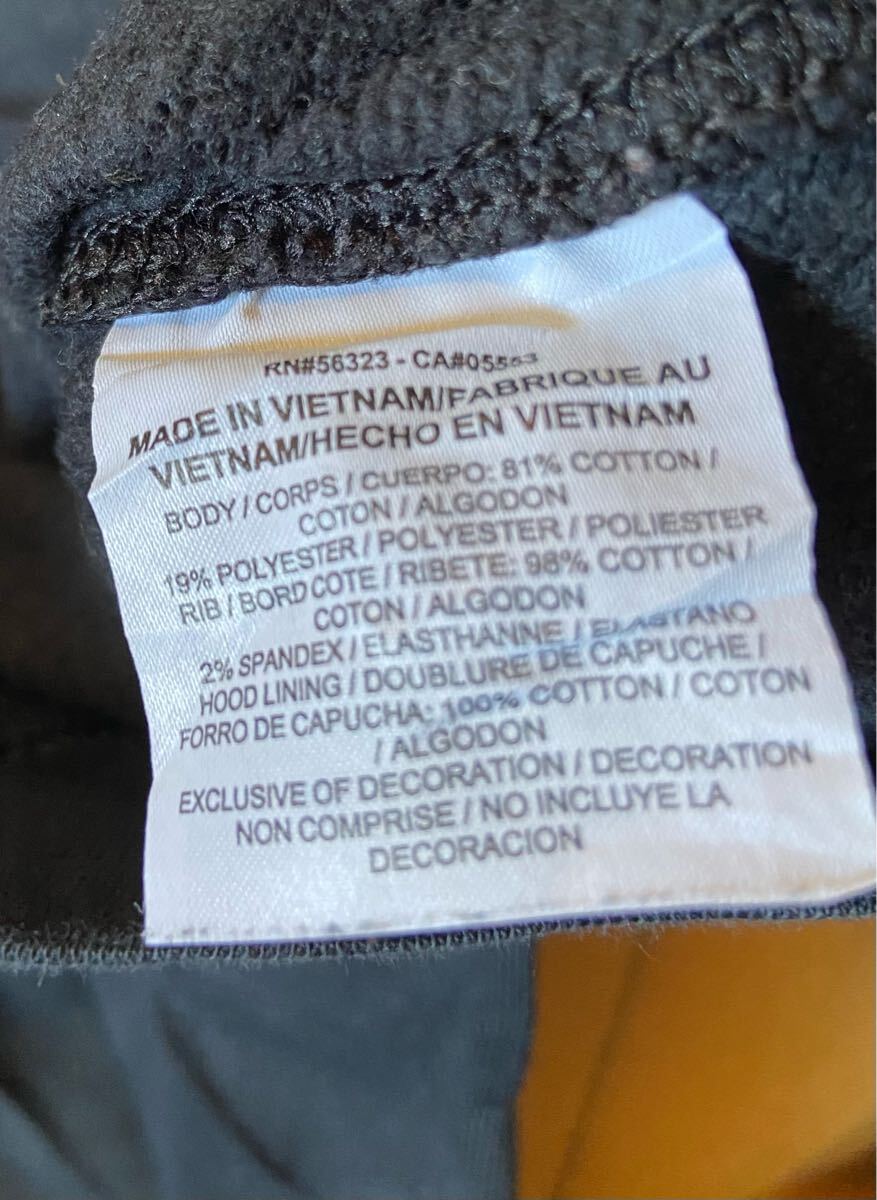 RN#56323 - CA#05553
MADE IN VIETNAM/FABRIQUE AU
VIETNAM/HECHO EN VIETNAM
BODY / CORPS / CUERPO: 81% COTTON /
COTON / ALGODON
19% POLYESTER / POLYESTER / POLIESTER
RIB / BORD COTE / RIBETE: 98% COTTON /
COTON / ALGODON
2% SPANDEX / ELASTHANNE / ELASTANO
HOOD LINING / DOUBLURE DE CAPUCHE /
FORRO DE CAPUCHA: 100% COTTON / COTON
/ ALGODON
EXCLUSIVE OF DECORATION / DECORATION
NON COMPRISE / NO INCLUYE LA
DECORACION